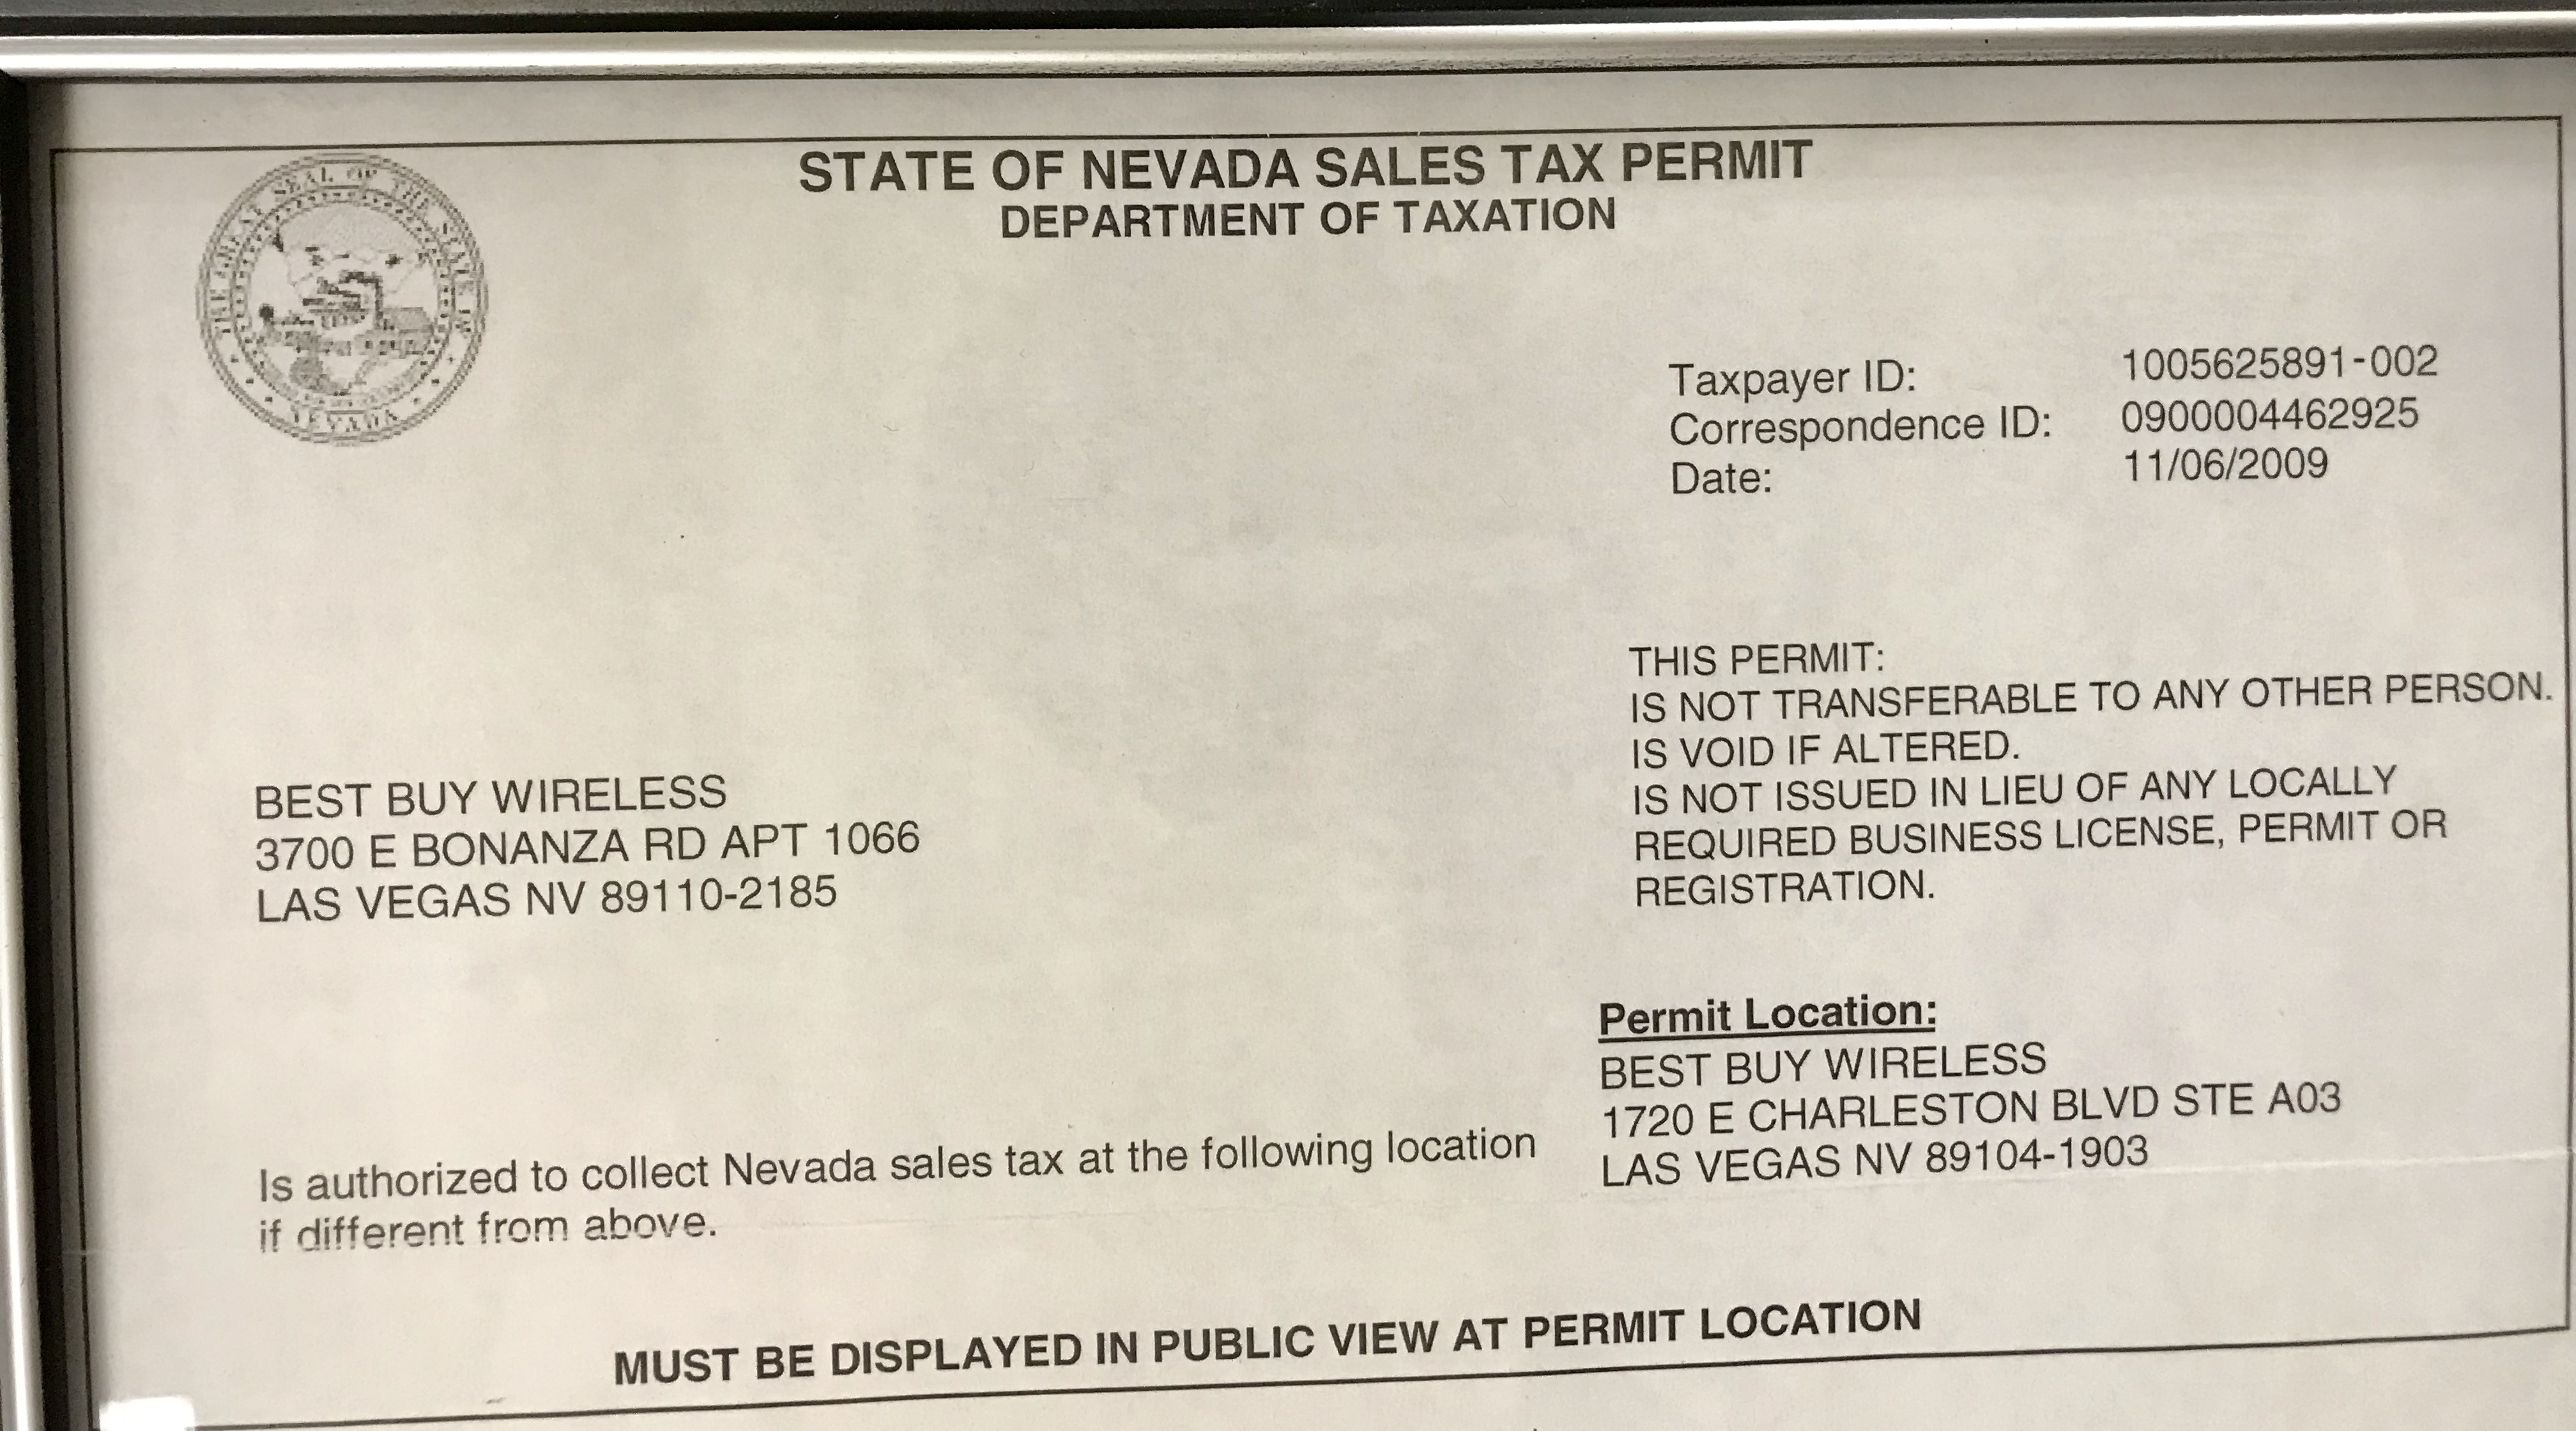 STATE OF NEVADA SALES TAX PERMIT
DEPARTMENT OF TAXATION
THE GREAT SEAL OF THE STATE OF
NEVADA
Taxpayer ID: 1005625891-002
Correspondence ID: 0900004462925
Date: 11/06/2009
THIS PERMIT:
IS NOT TRANSFERABLE TO ANY OTHER PERSON.
IS VOID IF ALTERED.
IS NOT ISSUED IN LIEU OF ANY LOCALLY
REQUIRED BUSINESS LICENSE, PERMIT OR
REGISTRATION.
BEST BUY WIRELESS
3700 E BONANZA RD APT 1066
LAS VEGAS NV 89110-2185
Permit Location:
BEST BUY WIRELESS
1720 E CHARLESTON BLVD STE A03
LAS VEGAS NV 89104-1903
Is authorized to collect Nevada sales tax at the following location
if different from above.
MUST BE DISPLAYED IN PUBLIC VIEW AT PERMIT LOCATION